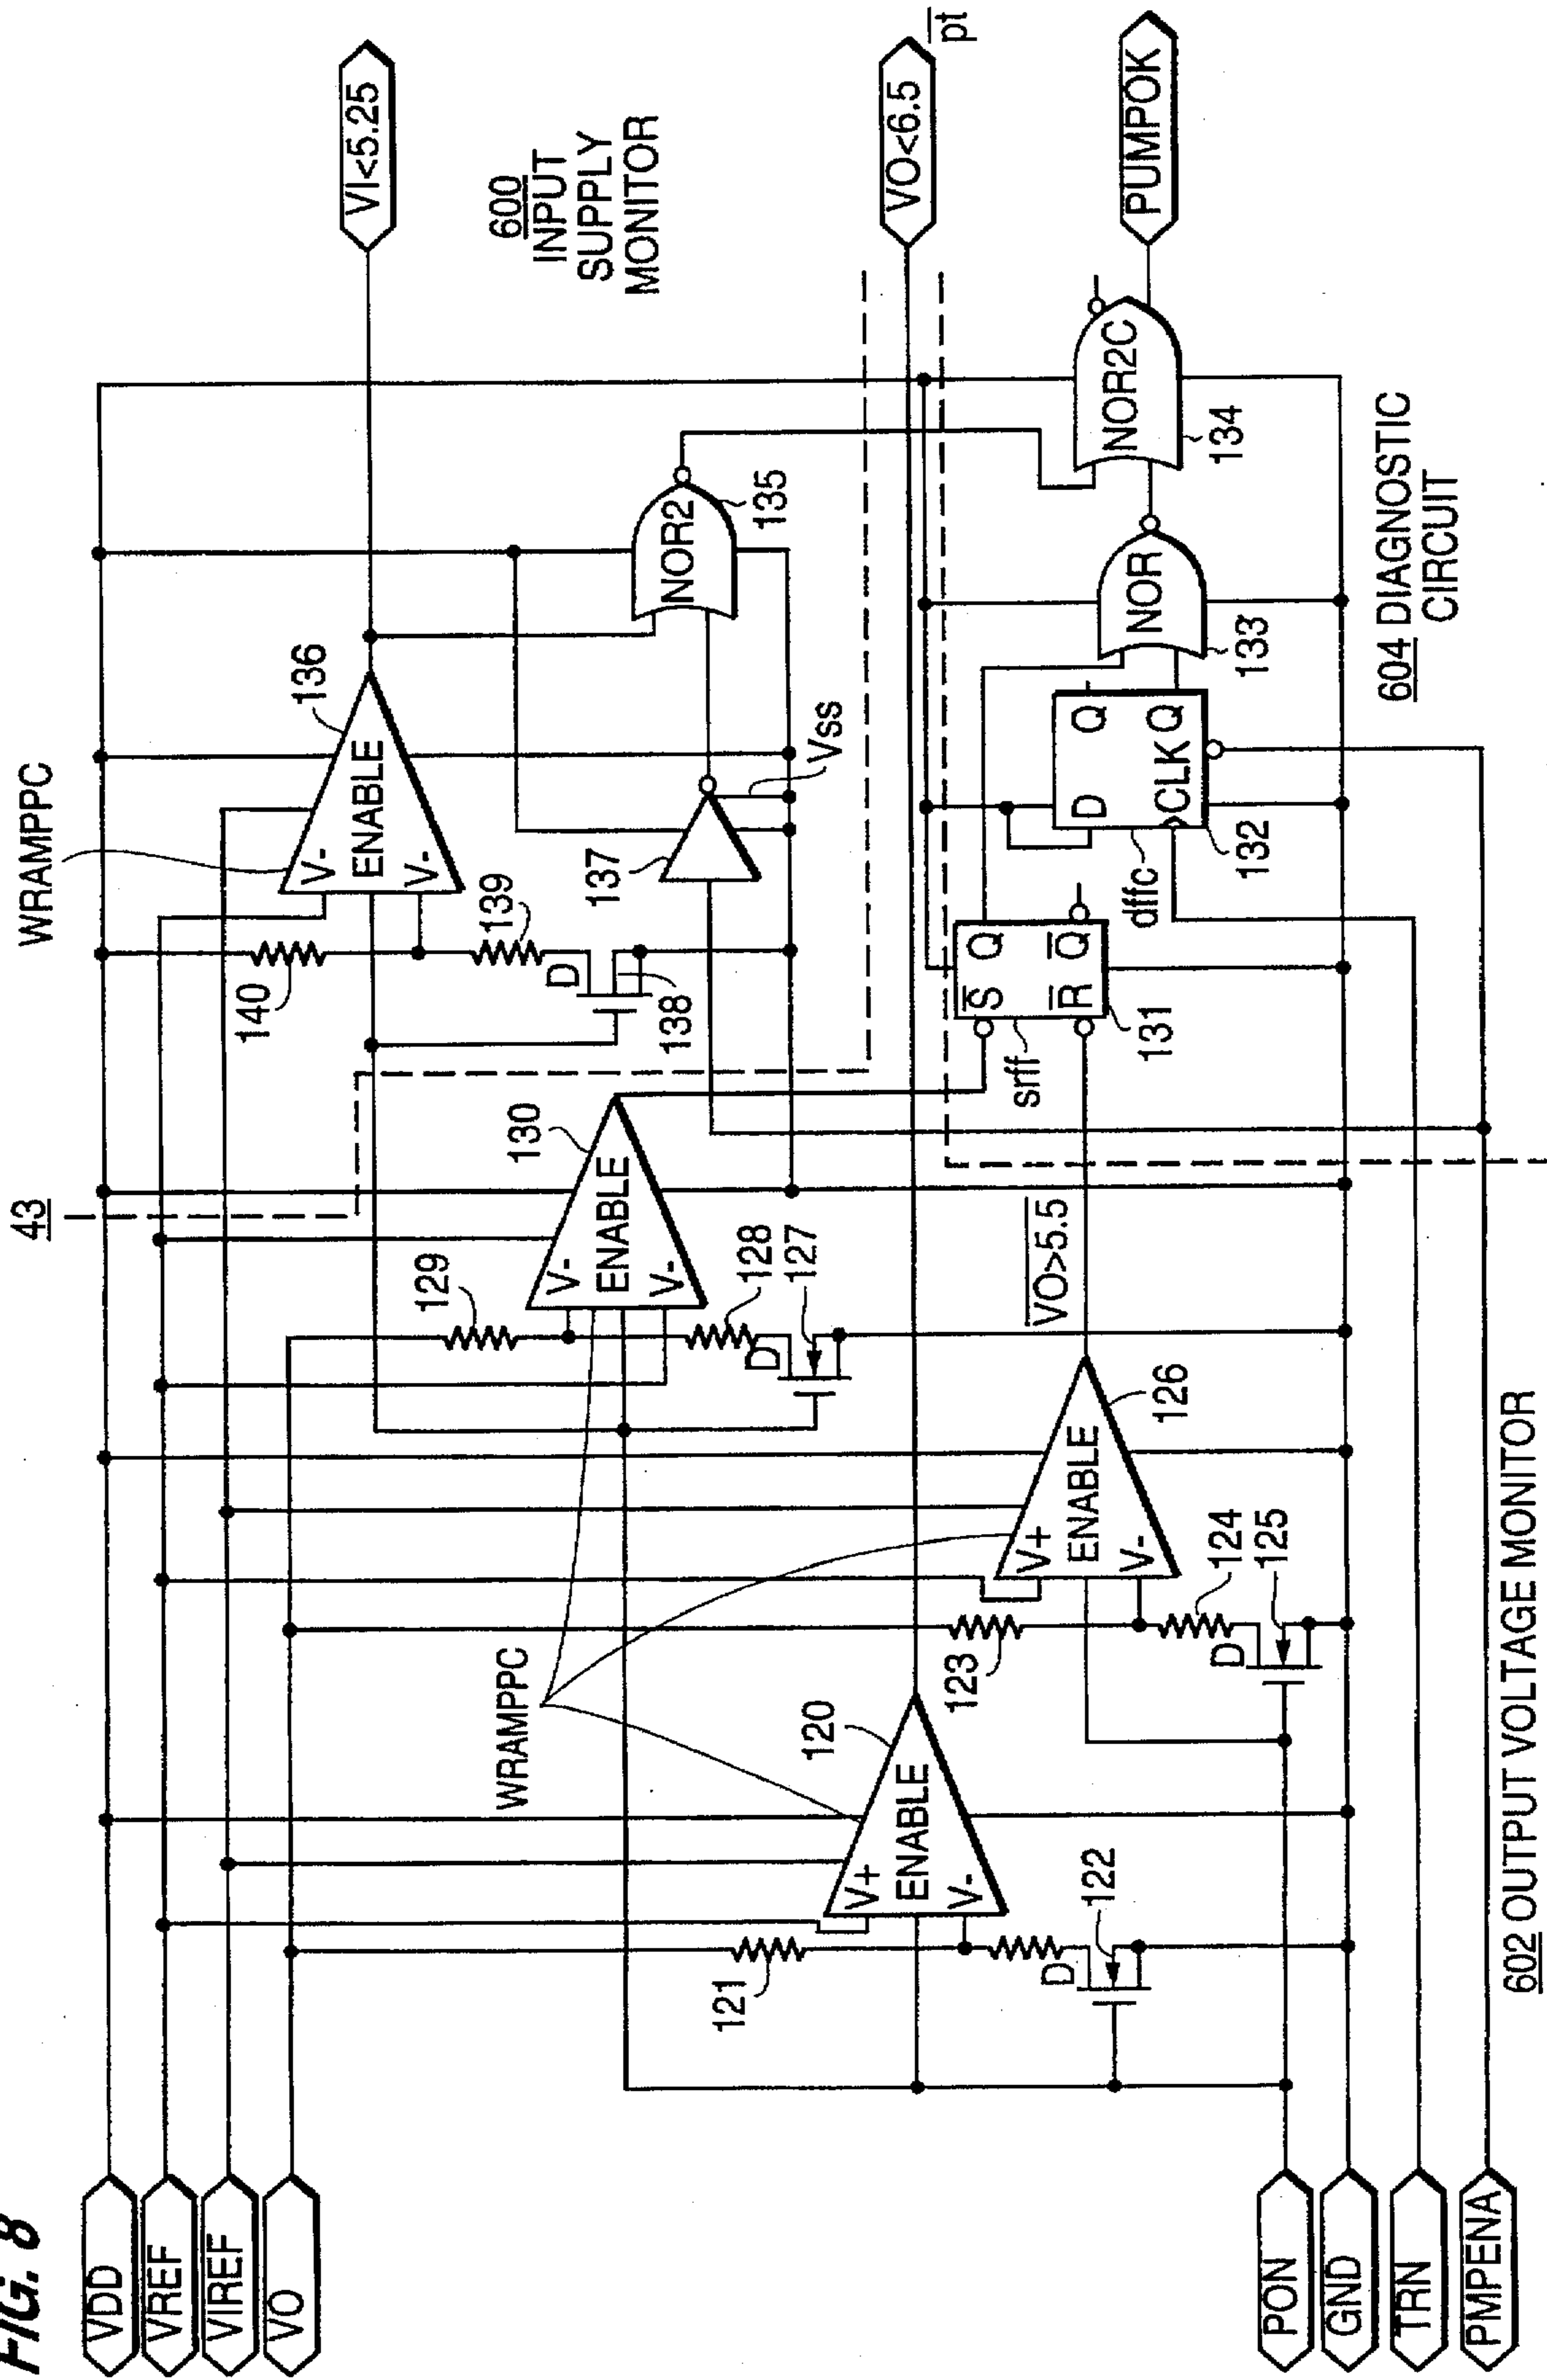 FIG. 8
43
VDD
VREF
VIREF
VO
PON
GND
TRN
PMPENA
WRAMPPC
V-
ENABLE
V-
136
140
139
D
138
137
Vss
NOR2
135
VI<5.25
600
INPUT
SUPPLY
MONITOR
129
V-
ENABLE
V-
130
128
D
127
WRAMPPC
V+
ENABLE
V-
120
121
D
122
V+
ENABLE
V-
126
123
124
D
125
V̅O̅>̅5̅.̅5̅
VO<6.5
p̅t̅
S̅
Q
R̅
Q̅
srff
131
D
Q
CLK
Q
dffc
132
NOR
133
NOR2C
134
PUMPOK
604 DIAGNOSTIC
CIRCUIT
602 OUTPUT VOLTAGE MONITOR